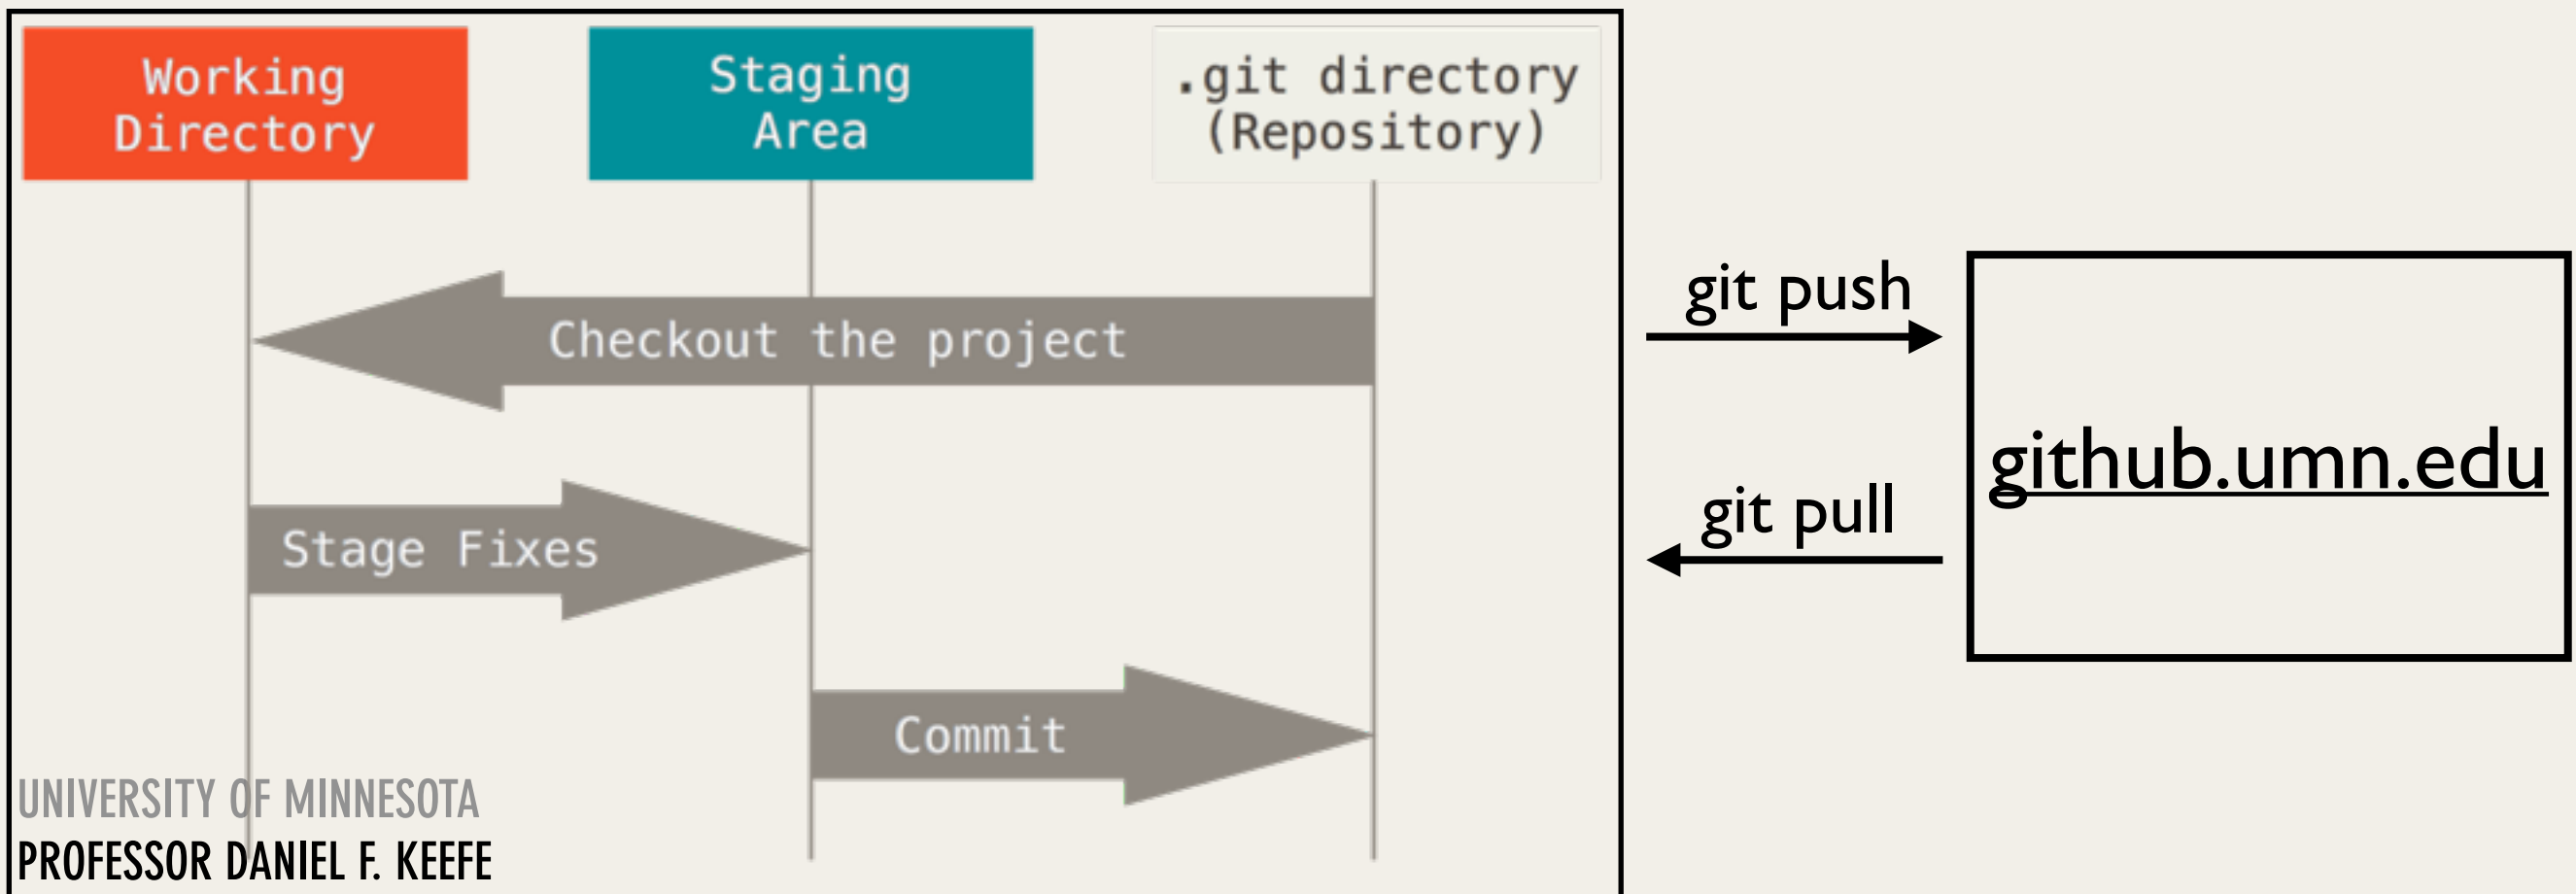 Working
Directory
Staging
Area
.git directory
(Repository)
Checkout the project
Stage Fixes
Commit
git push
git pull
github.umn.edu
UNIVERSITY OF MINNESOTA
PROFESSOR DANIEL F. KEEFE